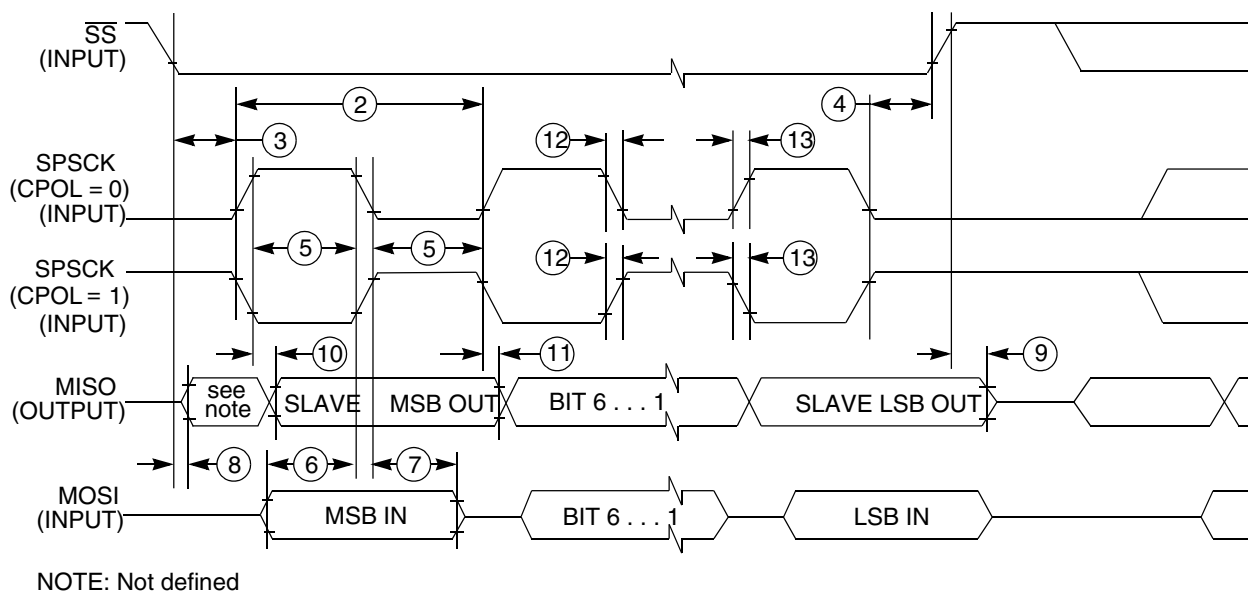 SS
(INPUT)
2
4
3
12
13
SPSCK
(CPOL = 0)
(INPUT)
5
5
SPSCK
(CPOL = 1)
(INPUT)
12
13
10
11
9
MISO
(OUTPUT)
see
note
SLAVE
MSB OUT
BIT 6 . . . 1
SLAVE LSB OUT
8
6
7
MOSI
(INPUT)
MSB IN
BIT 6 . . . 1
LSB IN
NOTE: Not defined